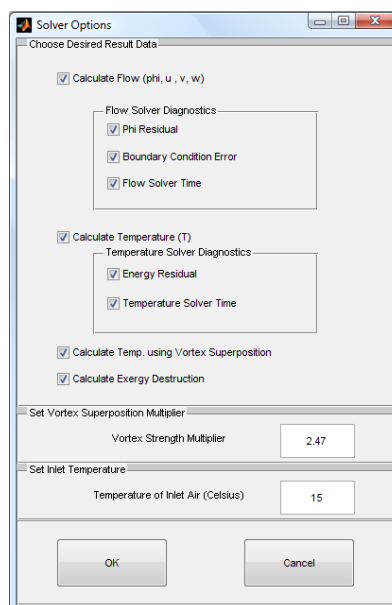 Solver Options
Choose Desired Result Data
Calculate Flow (phi, u , v, w)
Flow Solver Diagnostics
Phi Residual
Boundary Condition Error
Flow Solver Time
Calculate Temperature (T)
Temperature Solver Diagnostics
Energy Residual
Temperature Solver Time
Calculate Temp. using Vortex Superposition
Calculate Exergy Destruction
Set Vortex Superposition Multiplier
Vortex Strength Multiplier 2.47
Set Inlet Temperature
Temperature of Inlet Air (Celsius) 15
OK Cancel